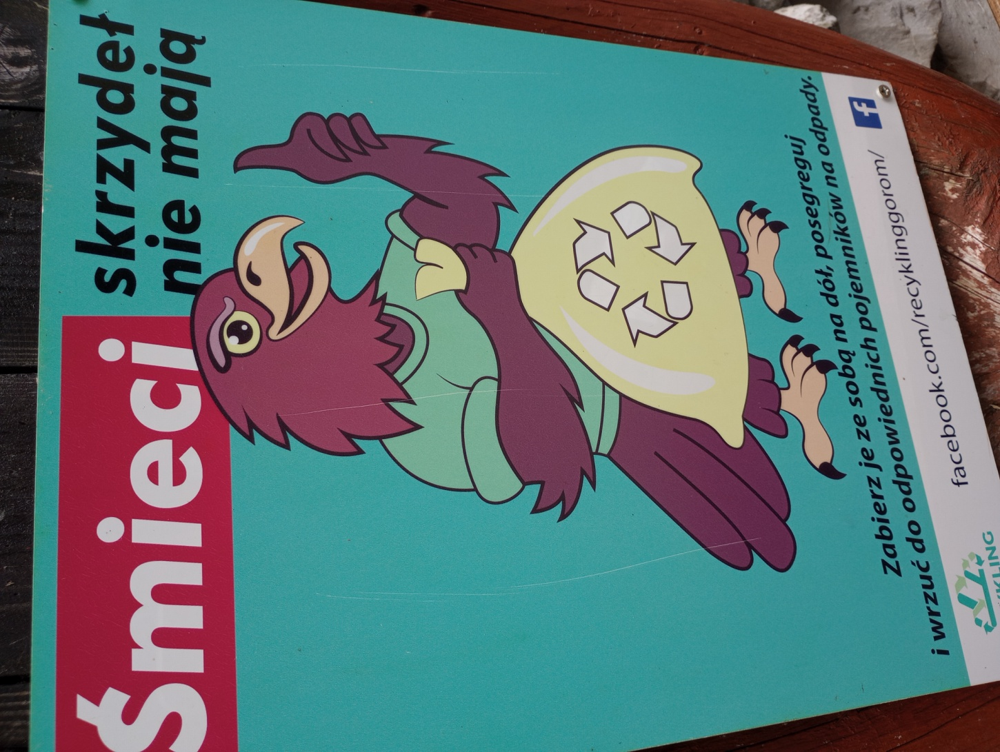 Śmieci
skrzydeł
nie mają
Zabierz je ze sobą na dół, posegreguj
i wrzuć do odpowiednich pojemników na odpady.
facebook.com/recyklinggorom/